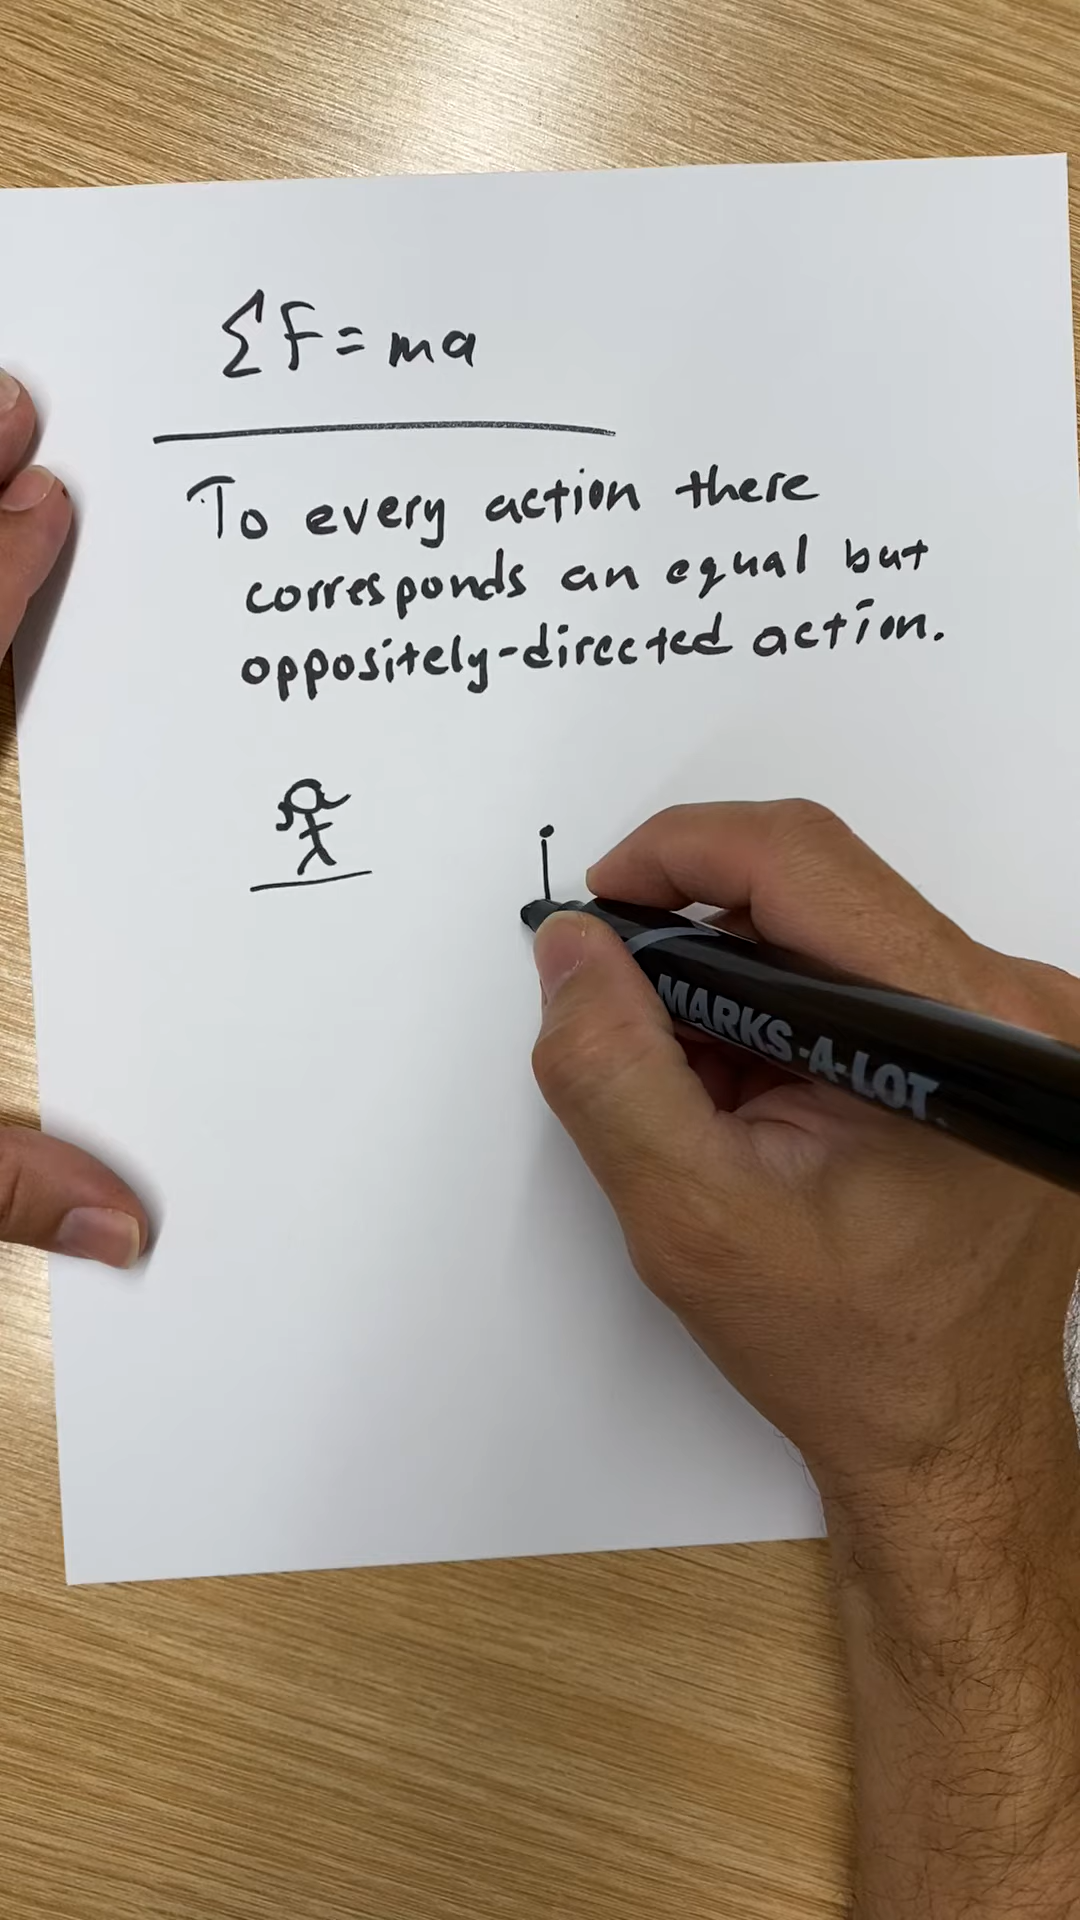 ΣF = ma
To every action there
corresponds an equal but
oppositely-directed action.
MARKS-A-LOT